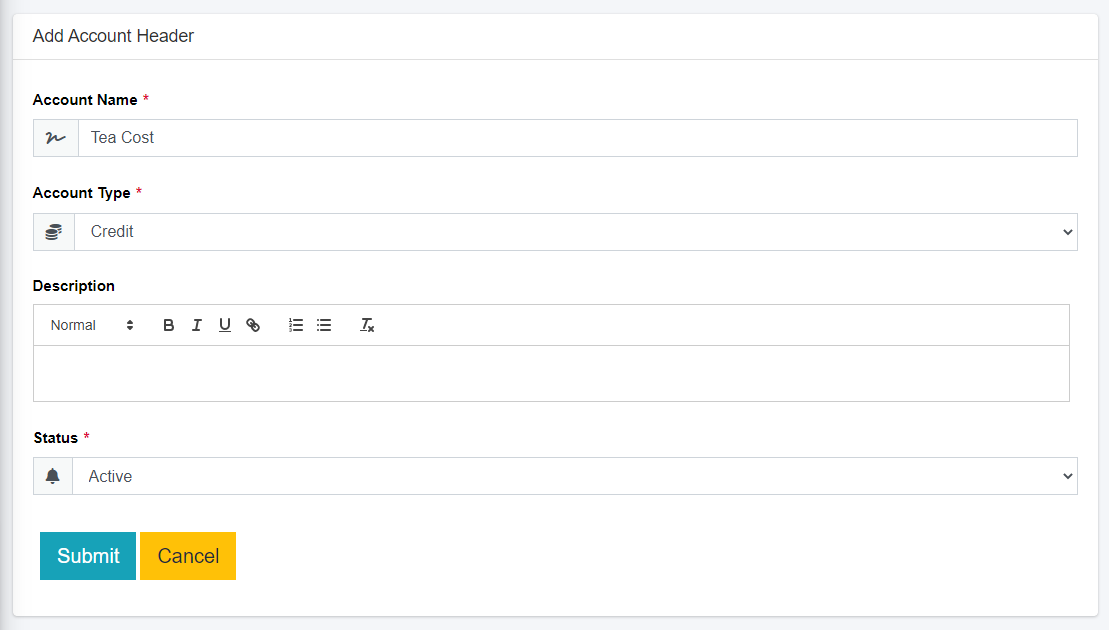 Add Account Header
Account Name *
Tea Cost
Account Type *
Credit
Description
Normal B I U
Status *
Active
Submit Cancel